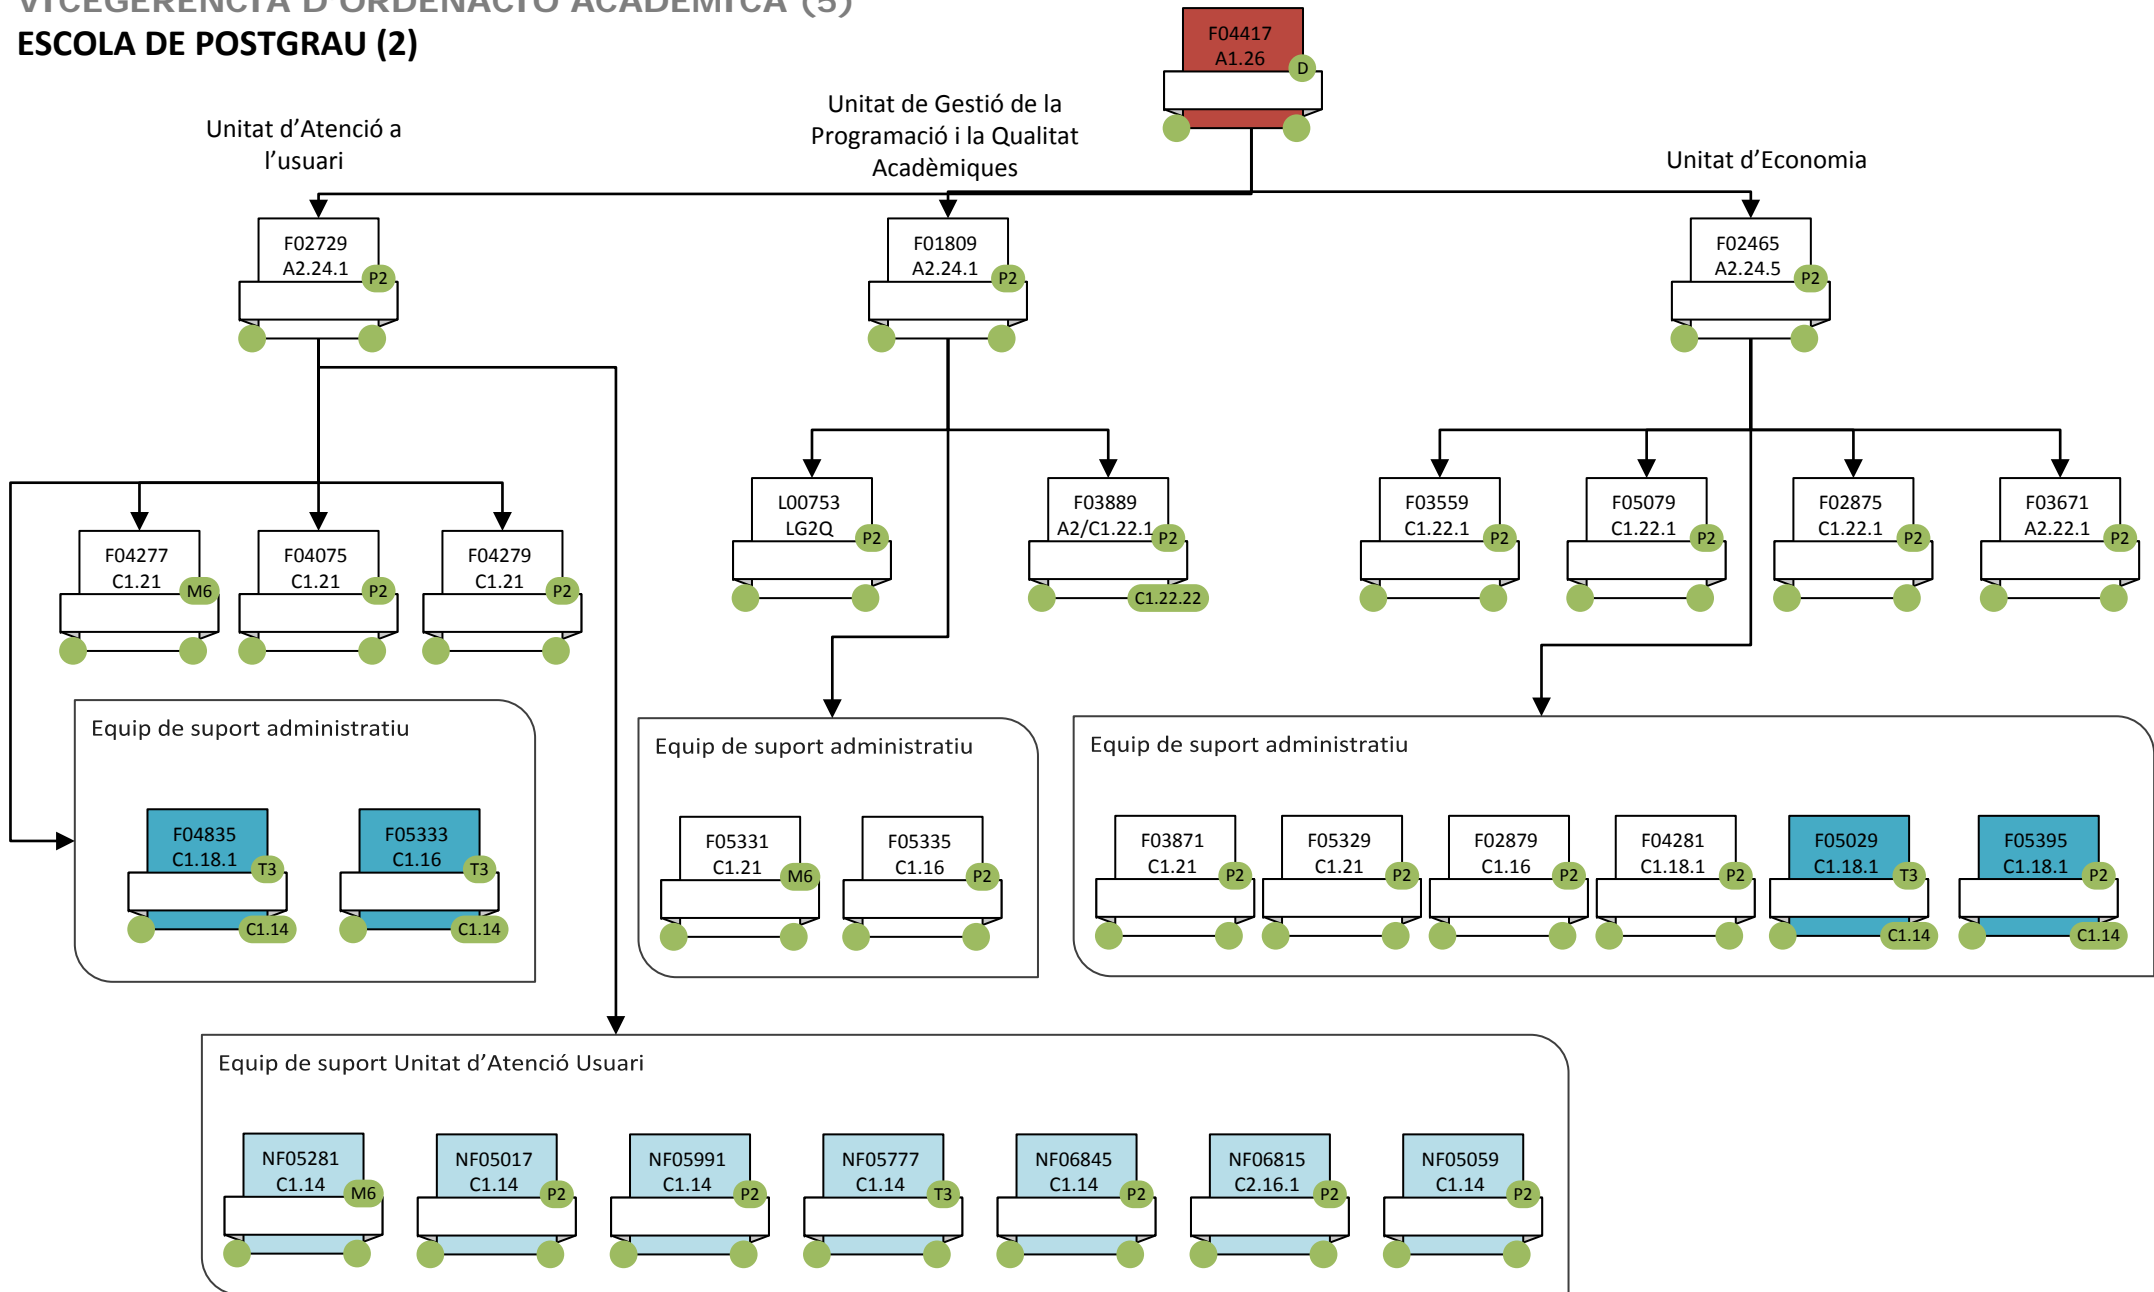 VICEGERÈNCIA D'ORDENACIÓ ACADÈMICA (5)
ESCOLA DE POSTGRAU (2)
F04417
A1.26
D
Unitat d’Atenció a
l’usuari
Unitat de Gestió de la
Programació i la Qualitat
Acadèmiques
Unitat d’Economia
F02729
A2.24.1
P2
F01809
A2.24.1
P2
F02465
A2.24.5
P2
F04277
C1.21
M6
F04075
C1.21
P2
F04279
C1.21
P2
L00753
LG2Q
P2
F03889
A2/C1.22.1
P2
C1.22.22
F03559
C1.22.1
P2
F05079
C1.22.1
P2
F02875
C1.22.1
P2
F03671
A2.22.1
P2
Equip de suport administratiu
F04835
C1.18.1
T3
C1.14
F05333
C1.16
T3
C1.14
Equip de suport administratiu
F05331
C1.21
M6
F05335
C1.16
P2
Equip de suport administratiu
F03871
C1.21
P2
F05329
C1.21
P2
F02879
C1.16
P2
F04281
C1.18.1
P2
F05029
C1.18.1
T3
C1.14
F05395
C1.18.1
P2
C1.14
Equip de suport Unitat d’Atenció Usuari
NF05281
C1.14
M6
NF05017
C1.14
P2
NF05991
C1.14
P2
NF05777
C1.14
T3
NF06845
C1.14
P2
NF06815
C2.16.1
P2
NF05059
C1.14
P2